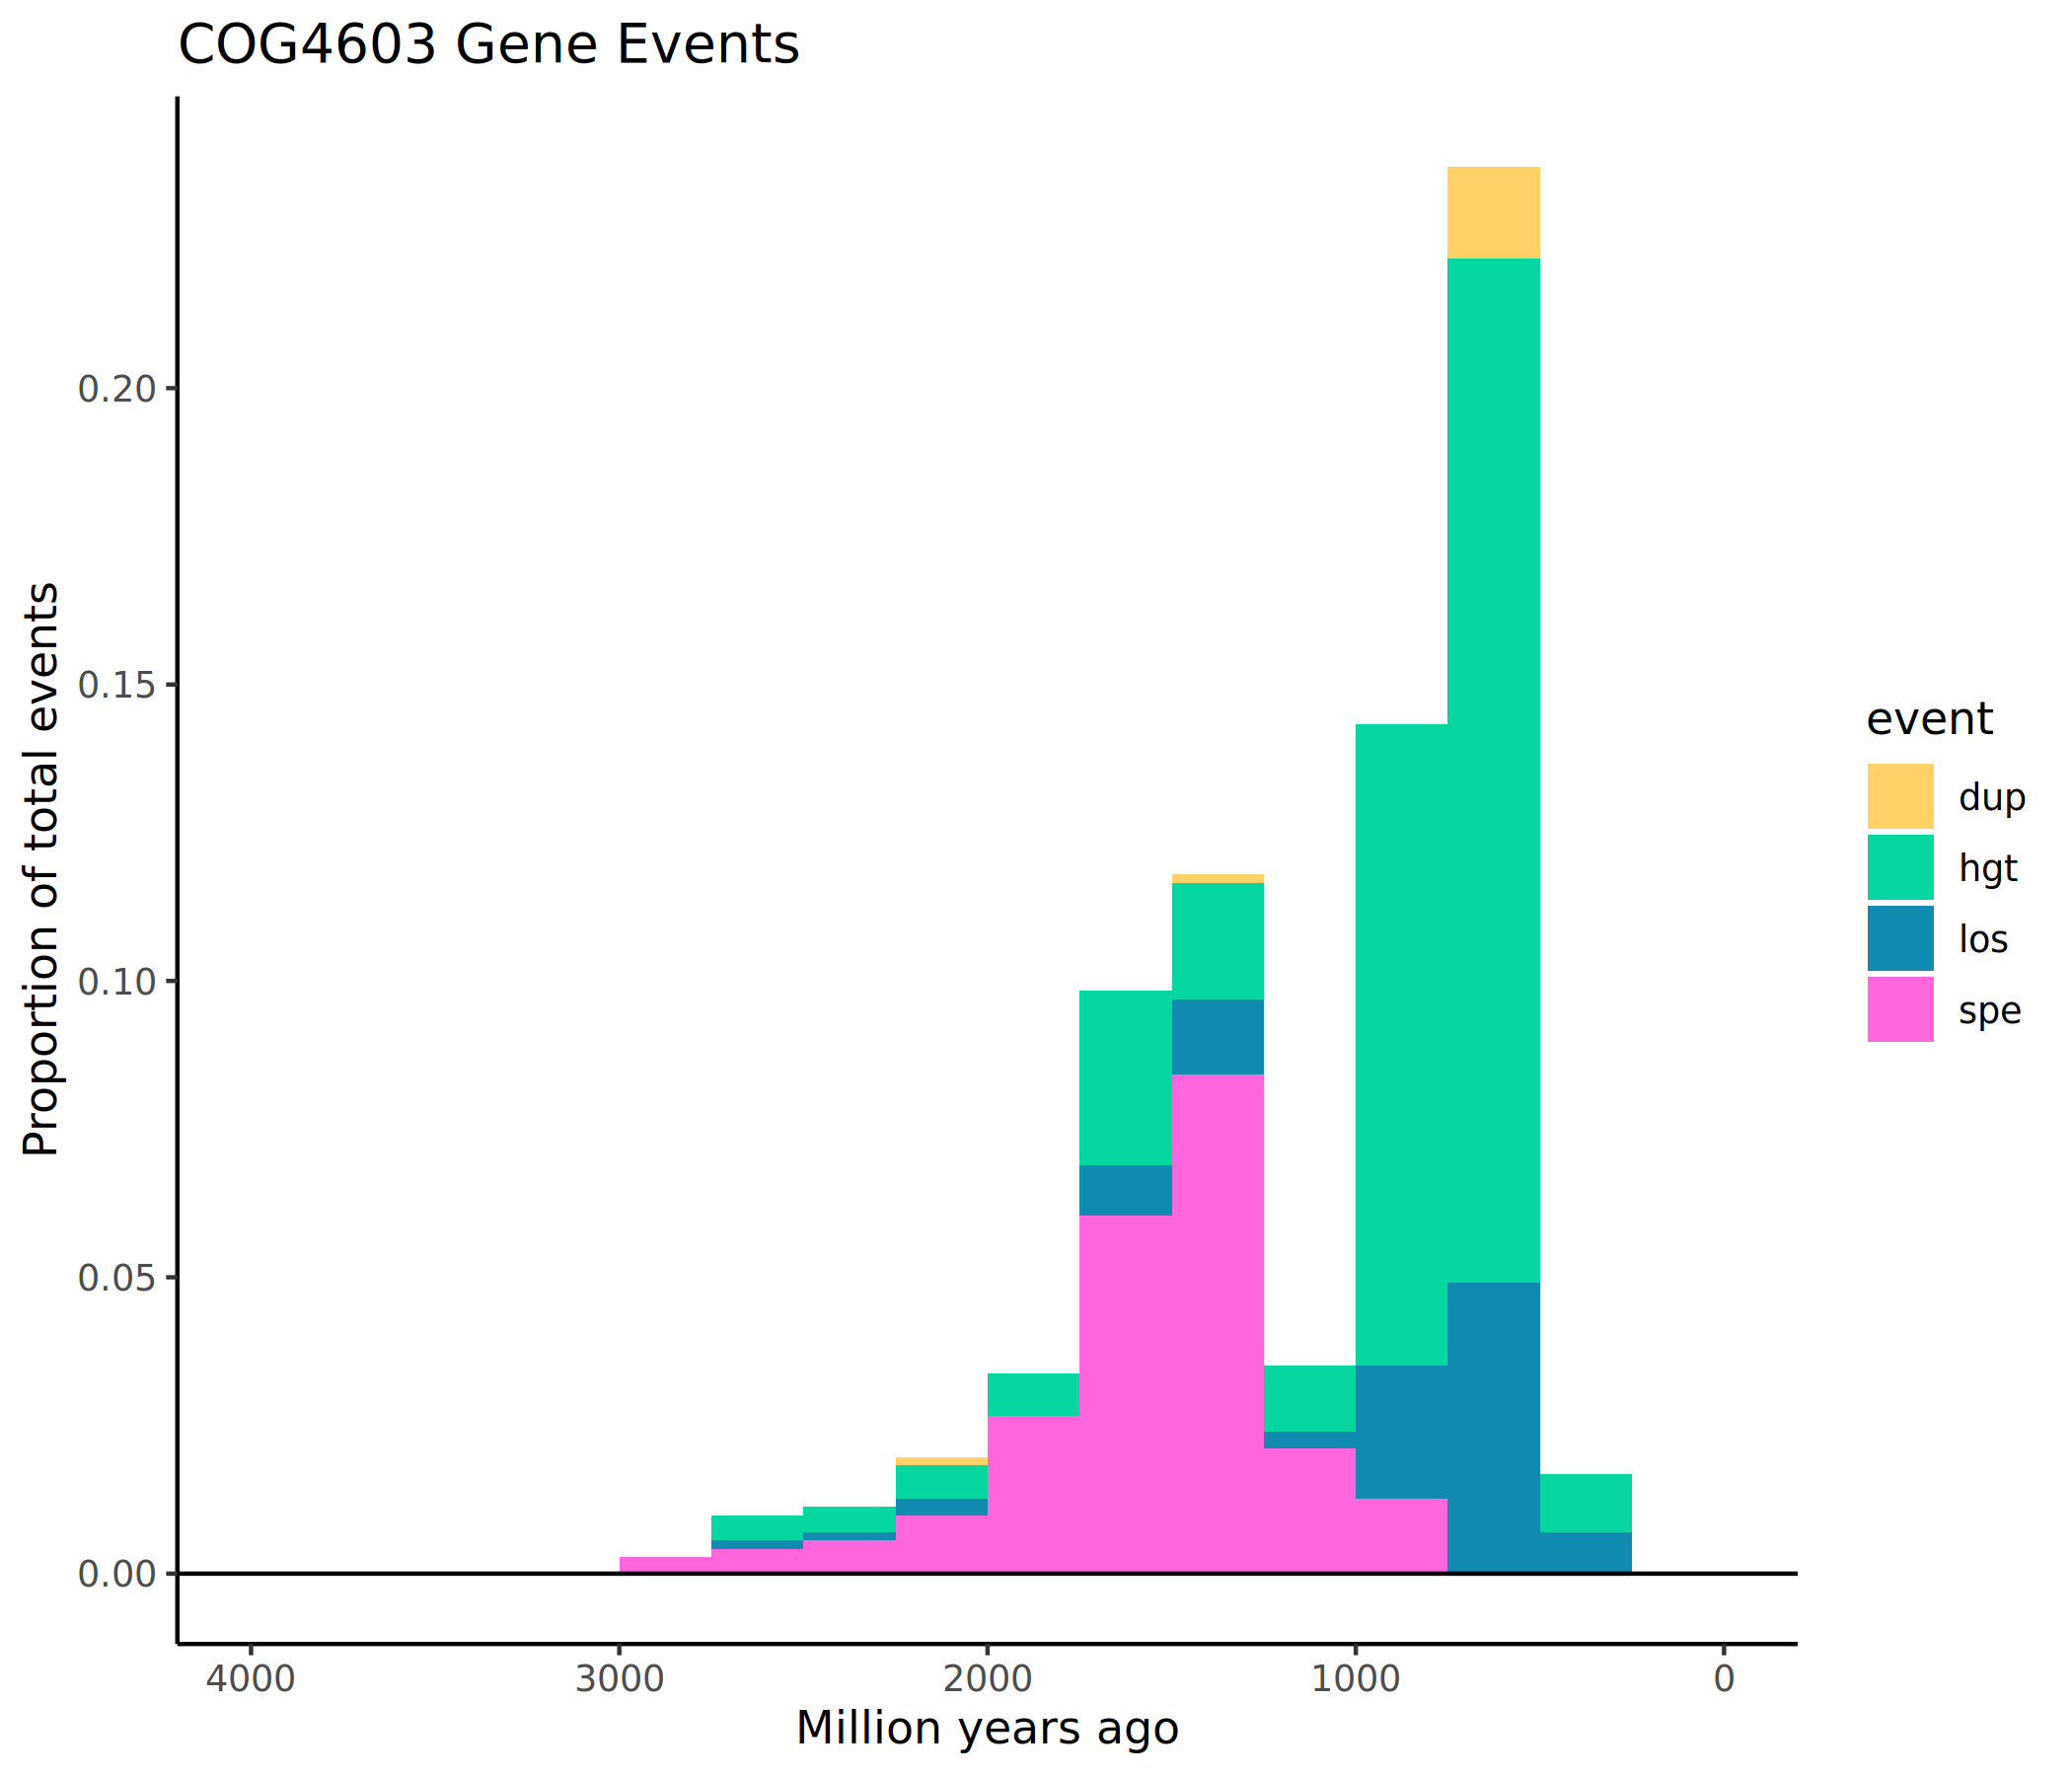 COG4603 Gene Events
Proportion of total events
0.20
0.15
0.10
0.05
0.00
4000 3000 2000 1000 0
Million years ago
event
dup
hgt
los
spe